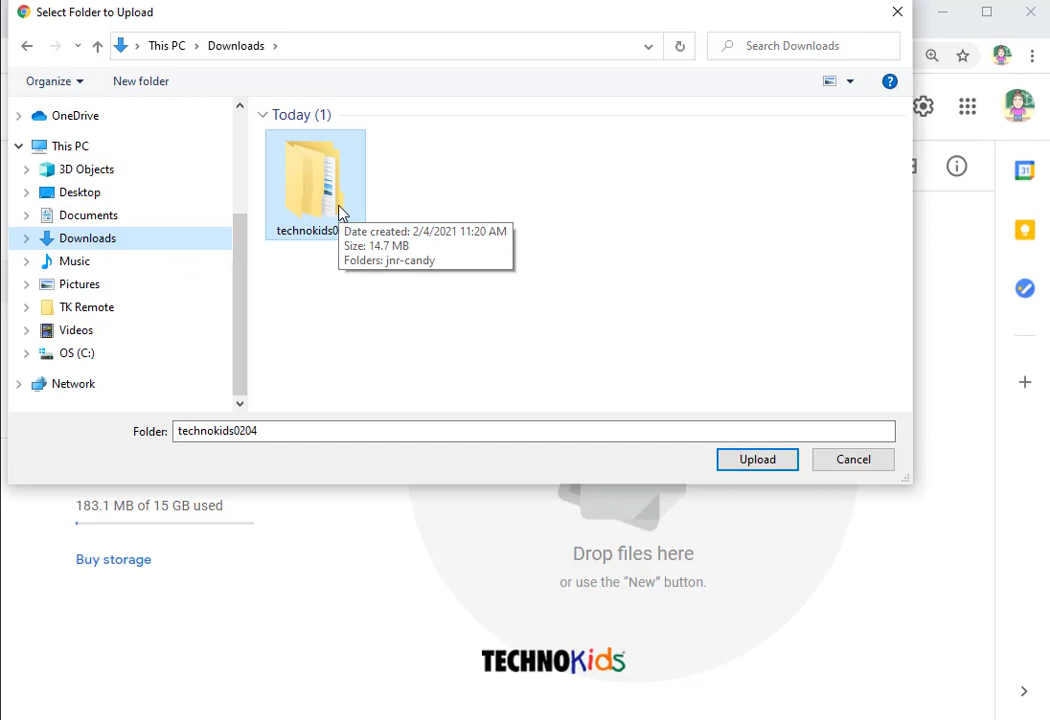 Select Folder to Upload
This PC
Downloads
Search Downloads
Organize
New folder
OneDrive
This PC
3D Objects
Desktop
Documents
Downloads
Music
Pictures
TK Remote
Videos
OS (C:)
Network
Today (1)
technokids0
Date created: 2/4/2021 11:20 AM
Size: 14.7 MB
Folders: jnr-candy
Folder: technokids0204
Upload
Cancel
31
183.1 MB of 15 GB used
Buy storage
Drop files here
or use the "New" button.
TECHNOKids